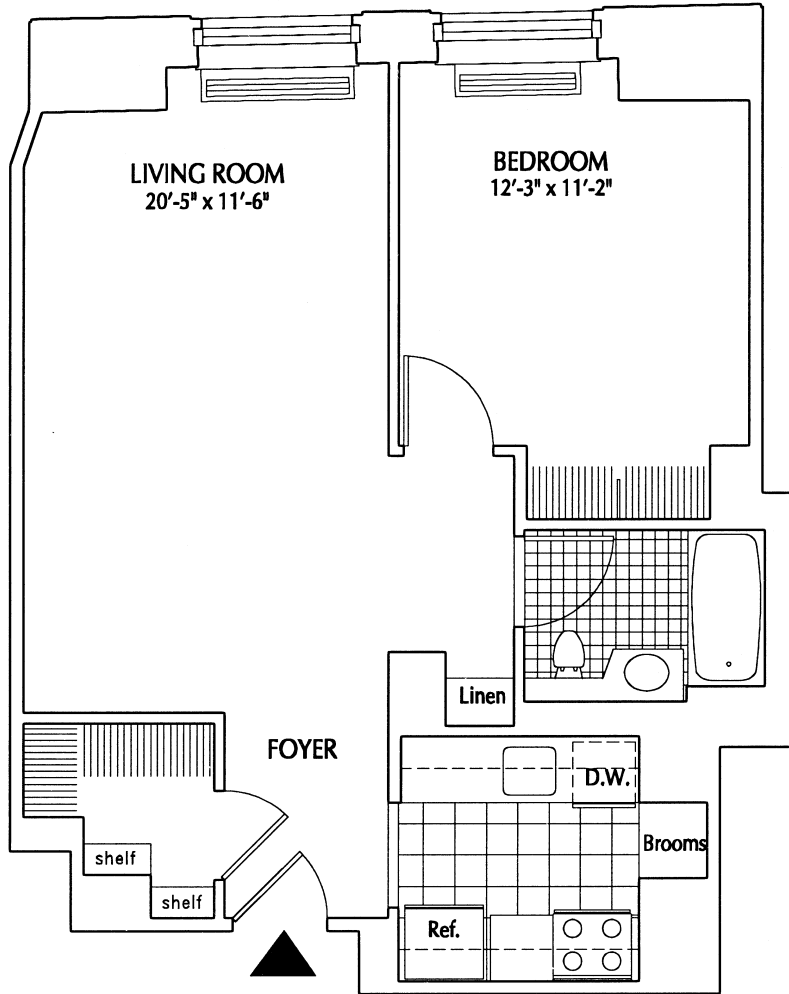 LIVING ROOM
20'-5" x 11'-6"
BEDROOM
12'-3" x 11'-2"
Linen
FOYER
D.W.
Brooms
shelf
shelf
Ref.